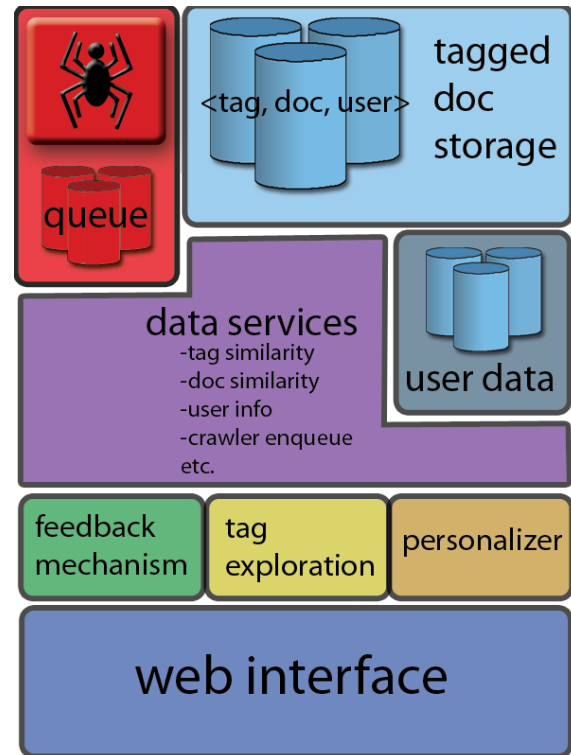 queue
<tag, doc, user>
tagged
doc
storage
data services
-tag similarity
-doc similarity
-user info
-crawler enqueue
etc.
user data
feedback
mechanism
tag
exploration
personalizer
web interface